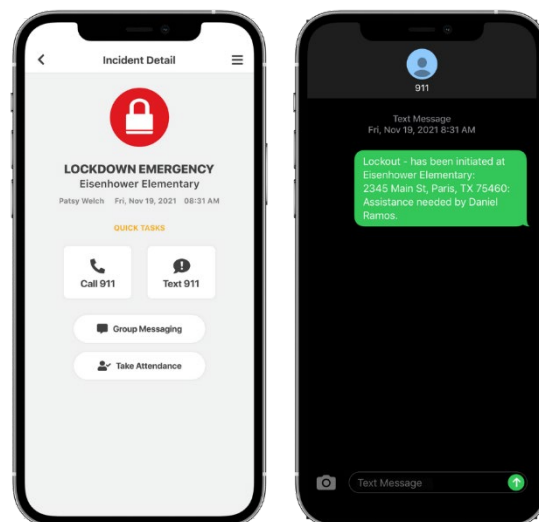 Incident Detail
LOCKDOWN EMERGENCY
Eisenhower Elementary
Patsy Welch Fri, Nov 19, 2021 08:31 AM
QUICK TASKS
Call 911
Text 911
Group Messaging
Take Attendance
911
Text Message
Fri, Nov 19, 2021 8:31 AM
Lockout - has been initiated at
Eisenhower Elementary:
2345 Main St, Paris, TX 75460:
Assistance needed by Daniel
Ramos.
Text Message